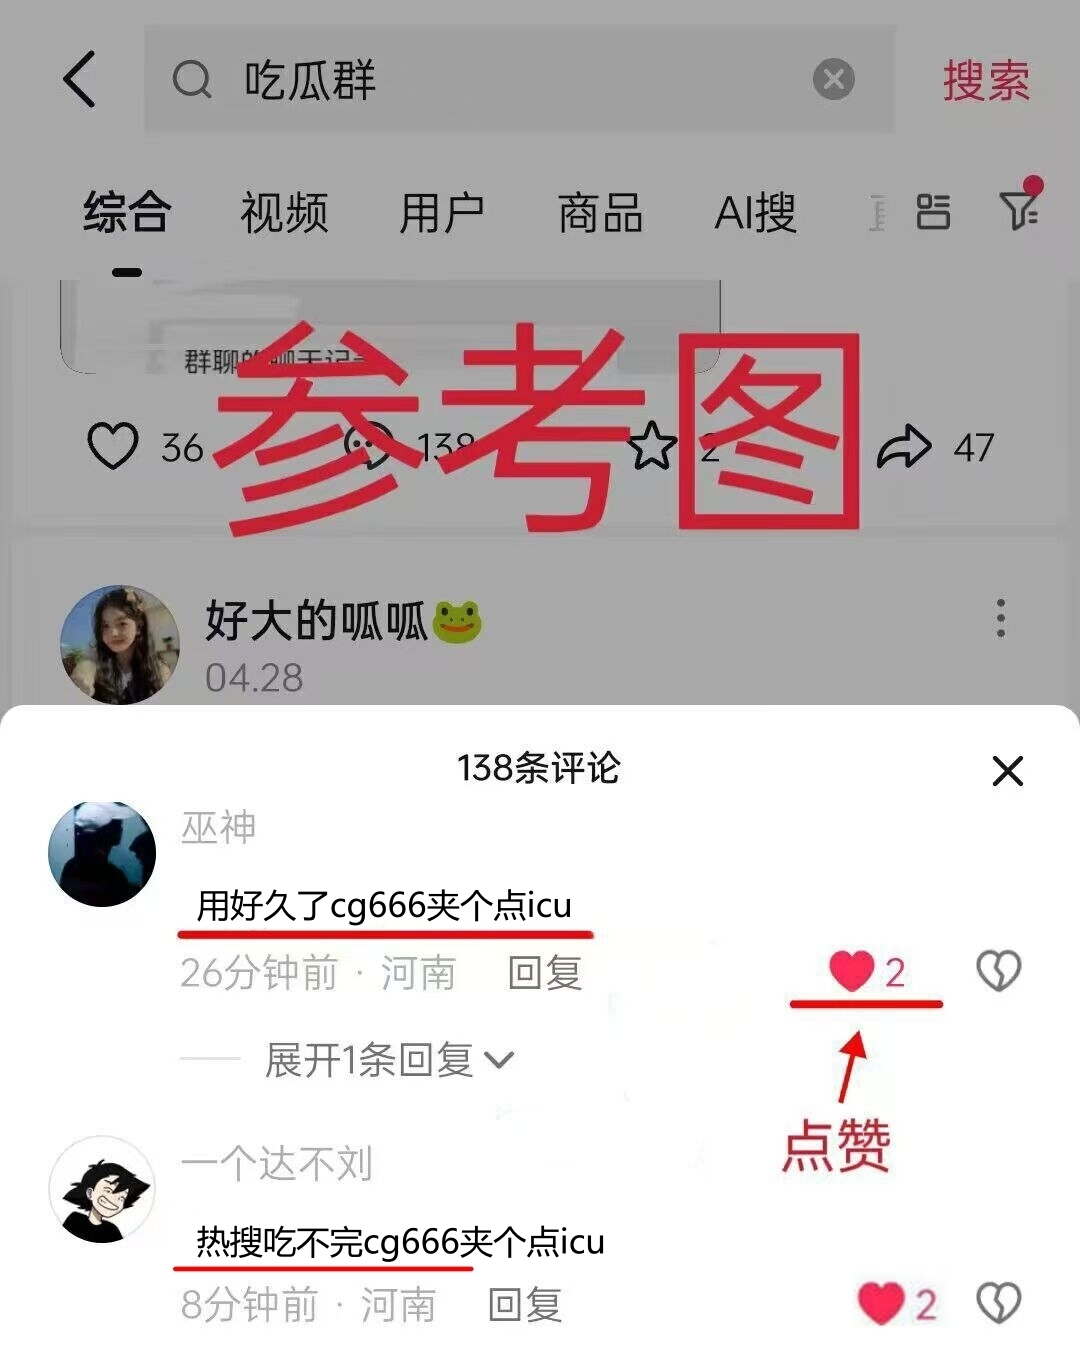 吃瓜群
搜索
综合 视频 用户 商品 AI搜
参考图
36 138 2 47
好大的呱呱
04.28
138条评论
巫神
用好久了cg666夹个点icu
26分钟前 · 河南 回复
2
展开1条回复
点赞
一个达不刘
热搜吃不完cg666夹个点icu
8分钟前 · 河南 回复
2